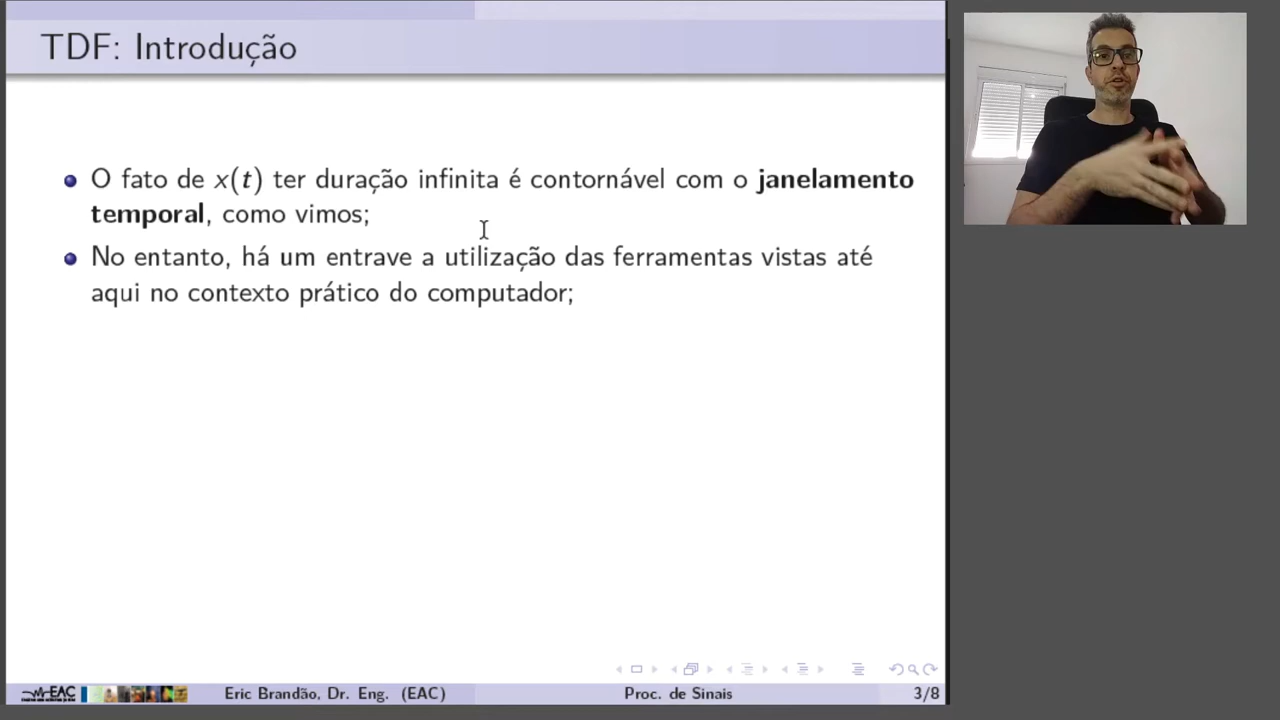 TDF: Introdução
O fato de x(t) ter duração infinita é contornável com o janelamento
temporal, como vimos;
No entanto, há um entrave a utilização das ferramentas vistas até
aqui no contexto prático do computador;
EAC
Eric Brandão, Dr. Eng. (EAC)
Proc. de Sinais
3/8